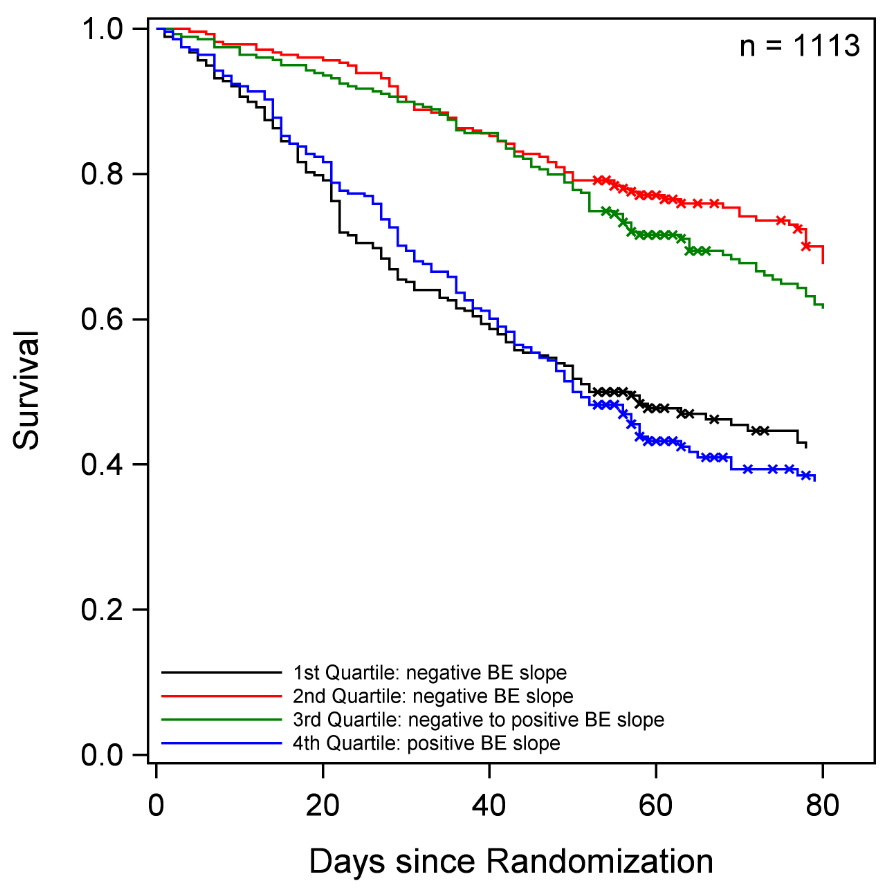 n = 1113
1.0
0.8
0.6
0.4
0.2
0.0
Survival
1st Quartile: negative BE slope
2nd Quartile: negative BE slope
3rd Quartile: negative to positive BE slope
4th Quartile: positive BE slope
0 20 40 60 80
Days since Randomization